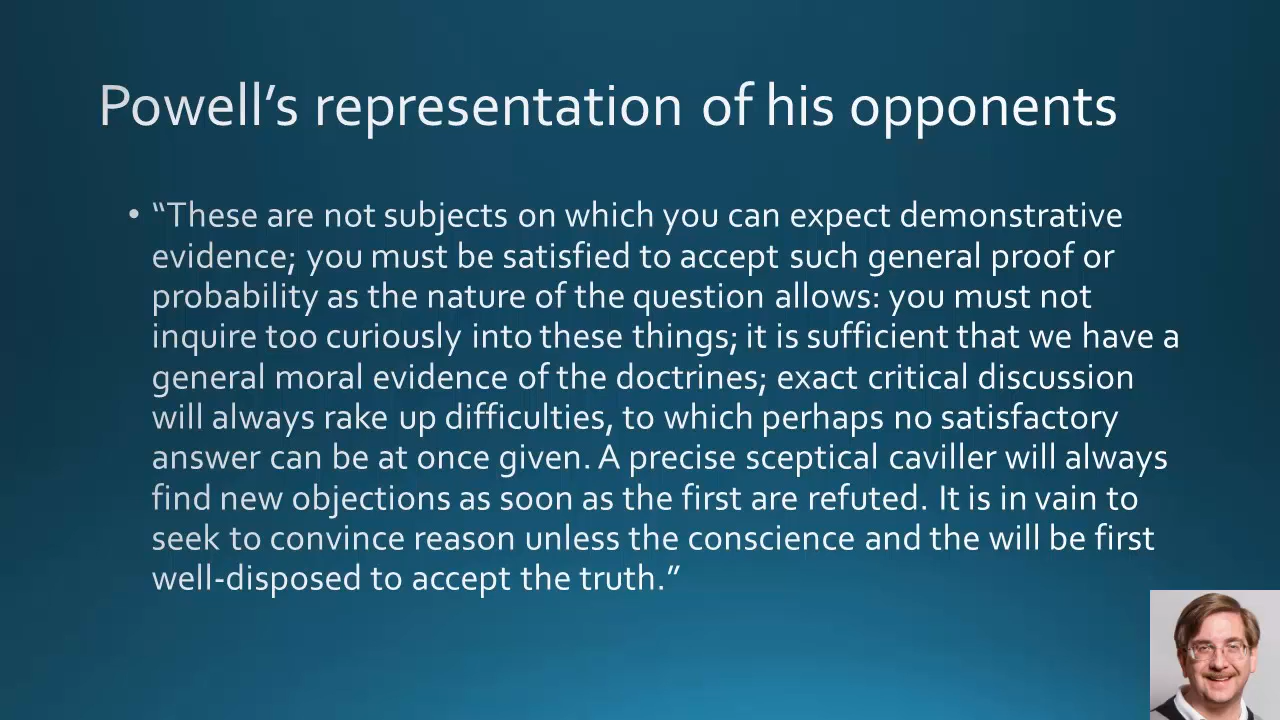 Powell’s representation of his opponents
• “These are not subjects on which you can expect demonstrative
evidence; you must be satisfied to accept such general proof or
probability as the nature of the question allows: you must not
inquire too curiously into these things; it is sufficient that we have a
general moral evidence of the doctrines; exact critical discussion
will always rake up difficulties, to which perhaps no satisfactory
answer can be at once given. A precise sceptical caviller will always
find new objections as soon as the first are refuted. It is in vain to
seek to convince reason unless the conscience and the will be first
well-disposed to accept the truth.”